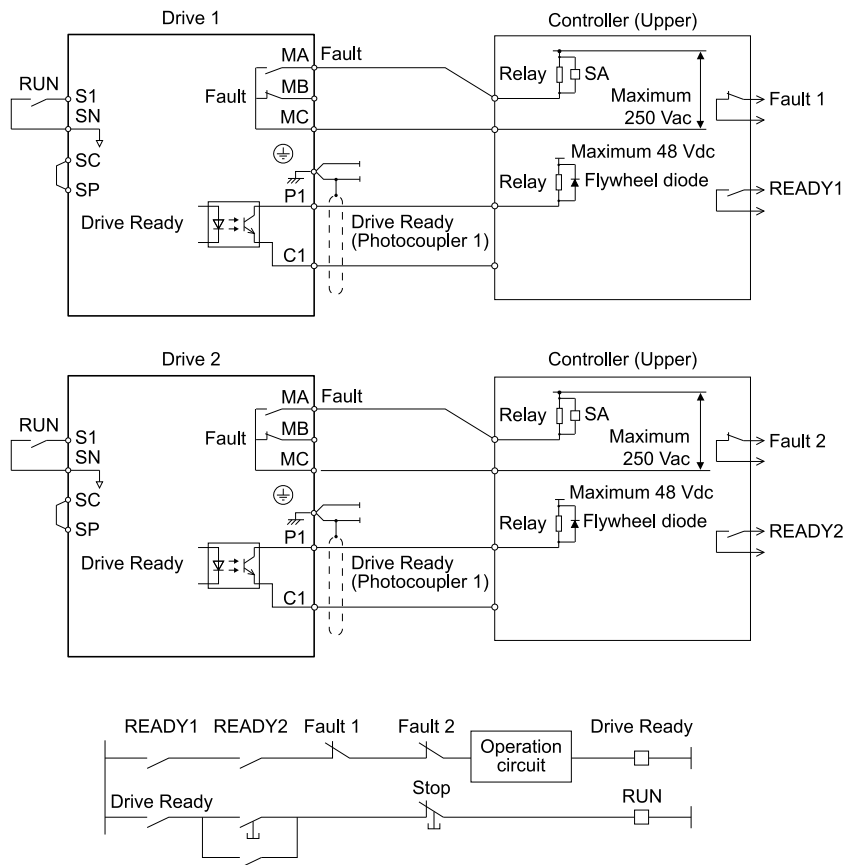 Drive 1
Controller (Upper)
MA
Fault
RUN
S1
SN
Fault
MB
MC
Relay
SA
Maximum
250 Vac
Fault 1
SC
SP
Maximum 48 Vdc
Relay
Flywheel diode
READY1
Drive Ready
P1
Drive Ready
(Photocoupler 1)
C1
Drive 2
Controller (Upper)
MA
Fault
RUN
S1
SN
Fault
MB
MC
Relay
SA
Maximum
250 Vac
Fault 2
SC
SP
Maximum 48 Vdc
Relay
Flywheel diode
READY2
Drive Ready
P1
Drive Ready
(Photocoupler 1)
C1
READY1
READY2
Fault 1
Fault 2
Operation
circuit
Drive Ready
Drive Ready
Stop
RUN